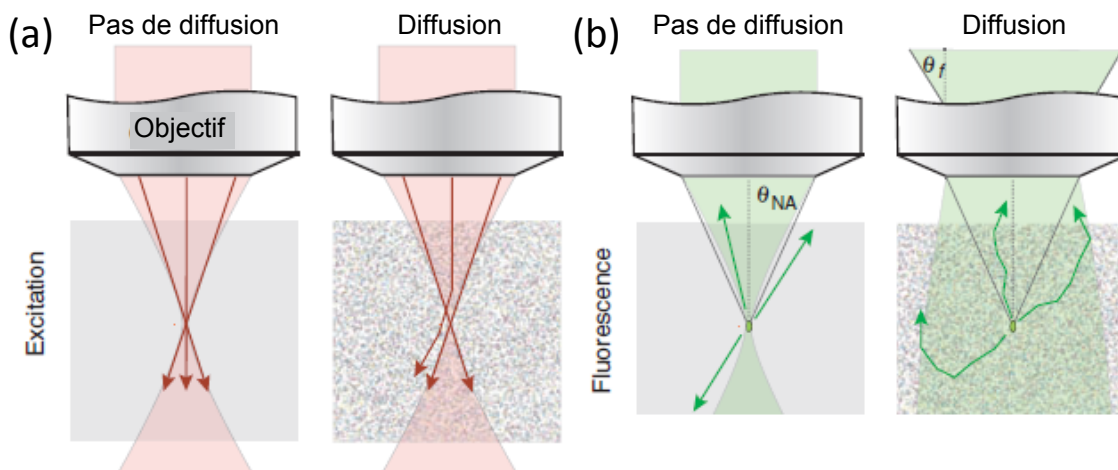 (a)
Pas de diffusion
Diffusion
Objectif
Excitation
(b)
Pas de diffusion
Diffusion
θf
θNA
Fluorescence